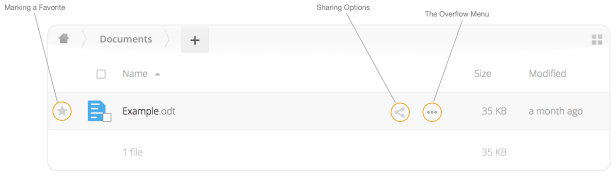 Marking a Favorite Sharing Options
The Overflow Menu
Documents +
Name Size Modified
Example.odt 35 KB a month ago
1 file 35 KB